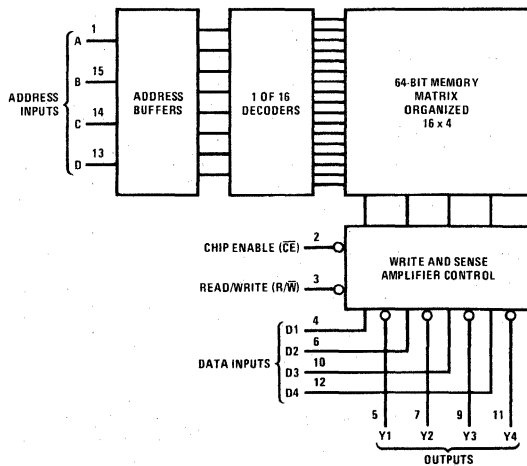 1
A
15
B
14
C
13
D
ADDRESS
INPUTS
ADDRESS
BUFFERS
1 OF 16
DECODERS
64-BIT MEMORY
MATRIX
ORGANIZED
16 x 4
CHIP ENABLE (C̅E̅)
2
READ/WRITE (R/W̅)
3
WRITE AND SENSE
AMPLIFIER CONTROL
DATA INPUTS
D1 4
D2 6
D3 10
D4 12
5 7 9 11
Y1 Y2 Y3 Y4
OUTPUTS